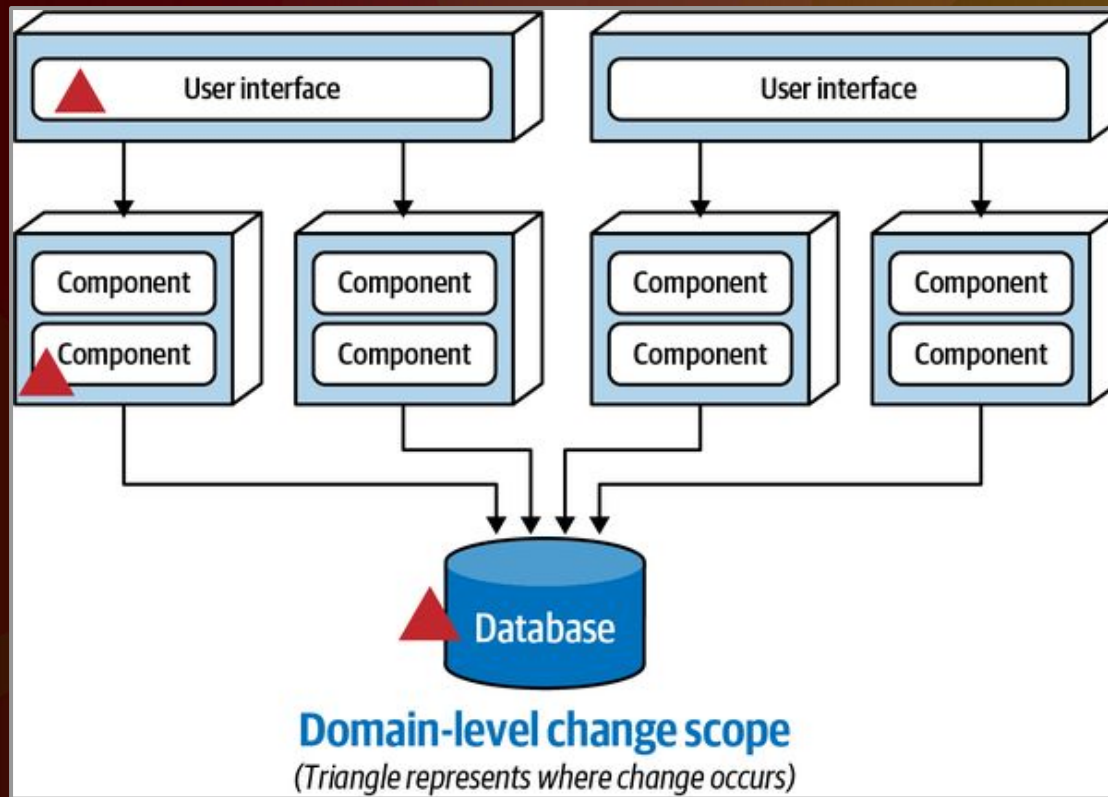 User interface
User interface
Component
Component
Component
Component
Component
Component
Component
Component
Database
Domain-level change scope
(Triangle represents where change occurs)